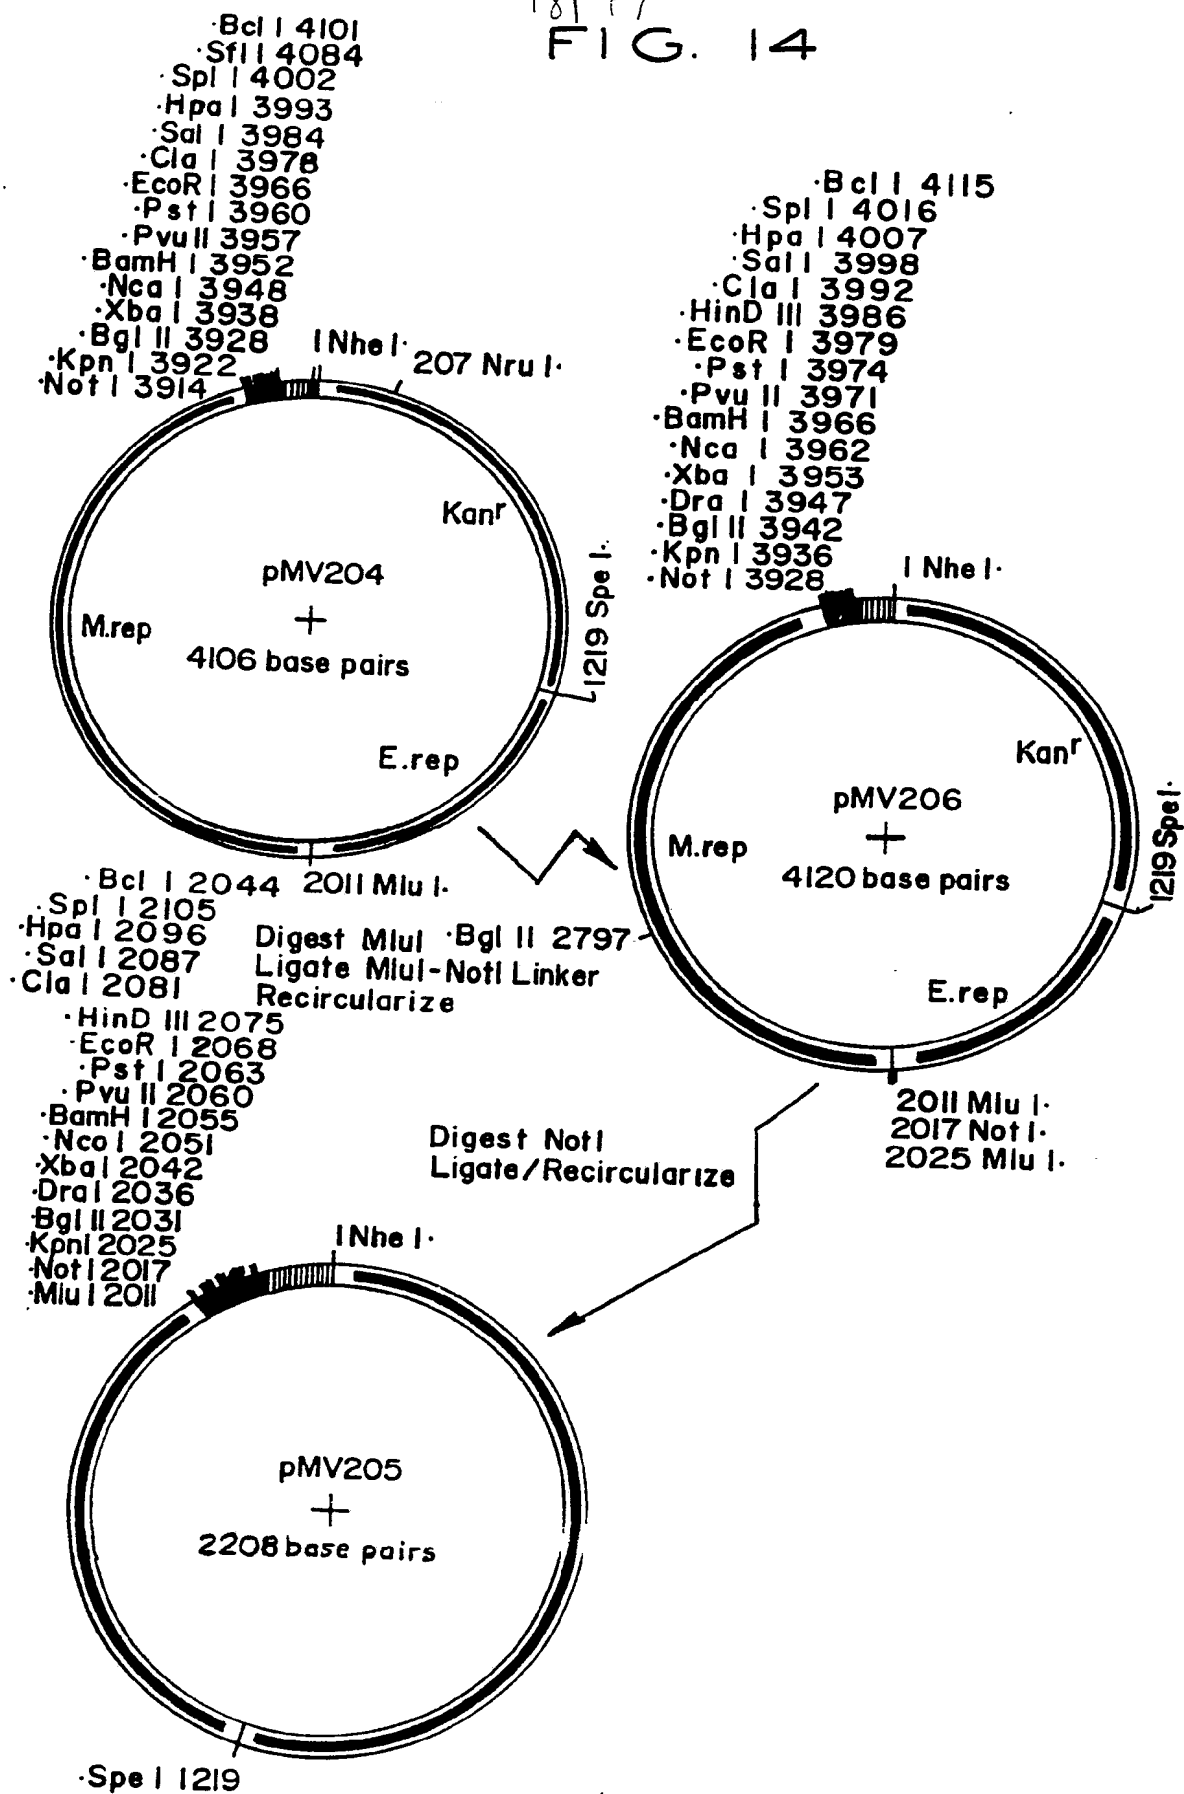 FIG. 14
·Bcl I 4101
·SfI I 4084
·Spl I 4002
·Hpa I 3993
·Sal I 3984
·Cla I 3978
·EcoR I 3966
·Pst I 3960
·Pvu II 3957
·BamH I 3952
·Nca I 3948
·Xba I 3938
·Bgl II 3928
·Kpn I 3922
·Not I 3914
1 Nhe I·
207 Nru I·
Kanʳ
pMV204
4106 base pairs
M.rep
1219 Spe I·
E.rep
2011 Mlu I·
·Bcl I 4115
·Spl I 4016
·Hpa I 4007
·Sal I 3998
·Cla I 3992
·HinD III 3986
·EcoR I 3979
·Pst I 3974
·Pvu II 3971
·BamH I 3966
·Nca I 3962
·Xba I 3953
·Dra I 3947
·Bgl II 3942
·Kpn I 3936
·Not I 3928
1 Nhe I·
Kanʳ
pMV206
4120 base pairs
M.rep
1219 Spe I·
E.rep
·Bgl II 2797
2011 Mlu I·
2017 Not I·
2025 Mlu I·
Digest MluI
Ligate MluI-NotI Linker
Recircularize
Digest NotI
Ligate/Recircularize
·Bcl I 2044
·Spl I 2105
·Hpa I 2096
·Sal I 2087
·Cla I 2081
·HinD III 2075
·EcoR I 2068
·Pst I 2063
·Pvu II 2060
·BamH I 2055
·Nco I 2051
·Xba I 2042
·Dra I 2036
·Bgl II 2031
·KpnI 2025
·Not I 2017
·Mlu I 2011
1 Nhe I·
pMV205
2208 base pairs
·Spe I 1219